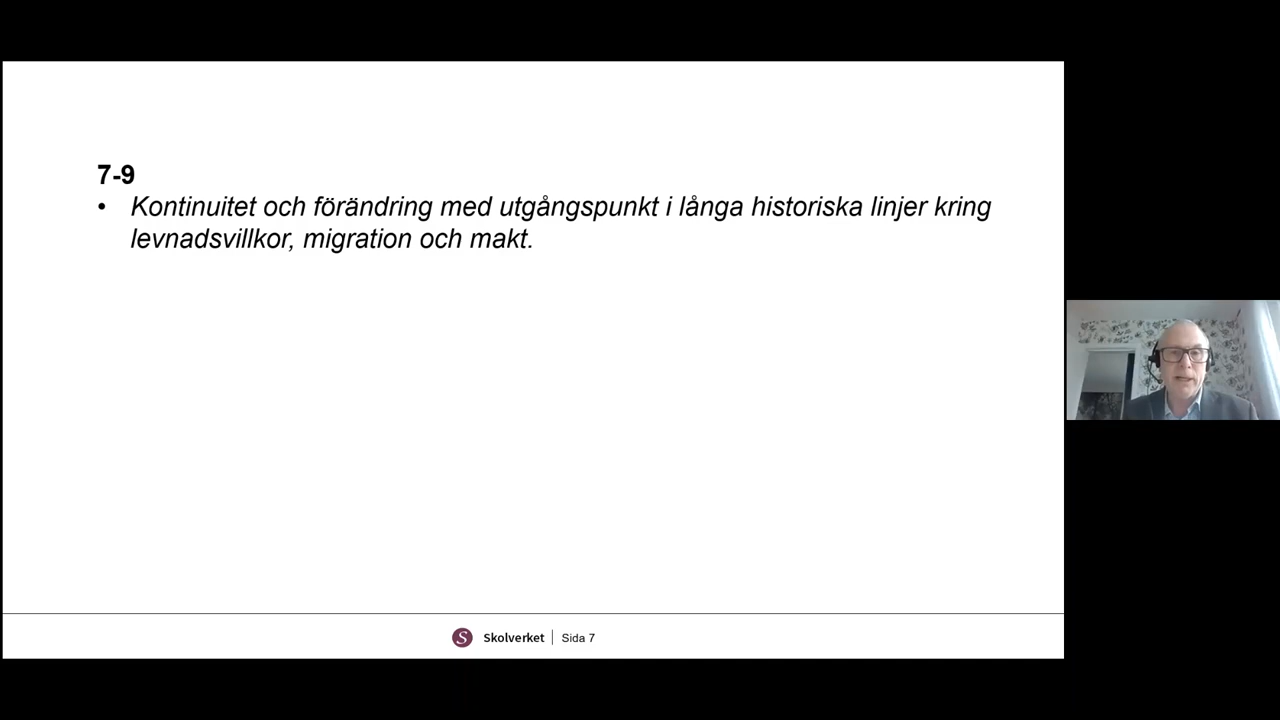 7-9
• Kontinuitet och förändring med utgångspunkt i långa historiska linjer kring
levnadsvillkor, migration och makt.
S Skolverket | Sida 7